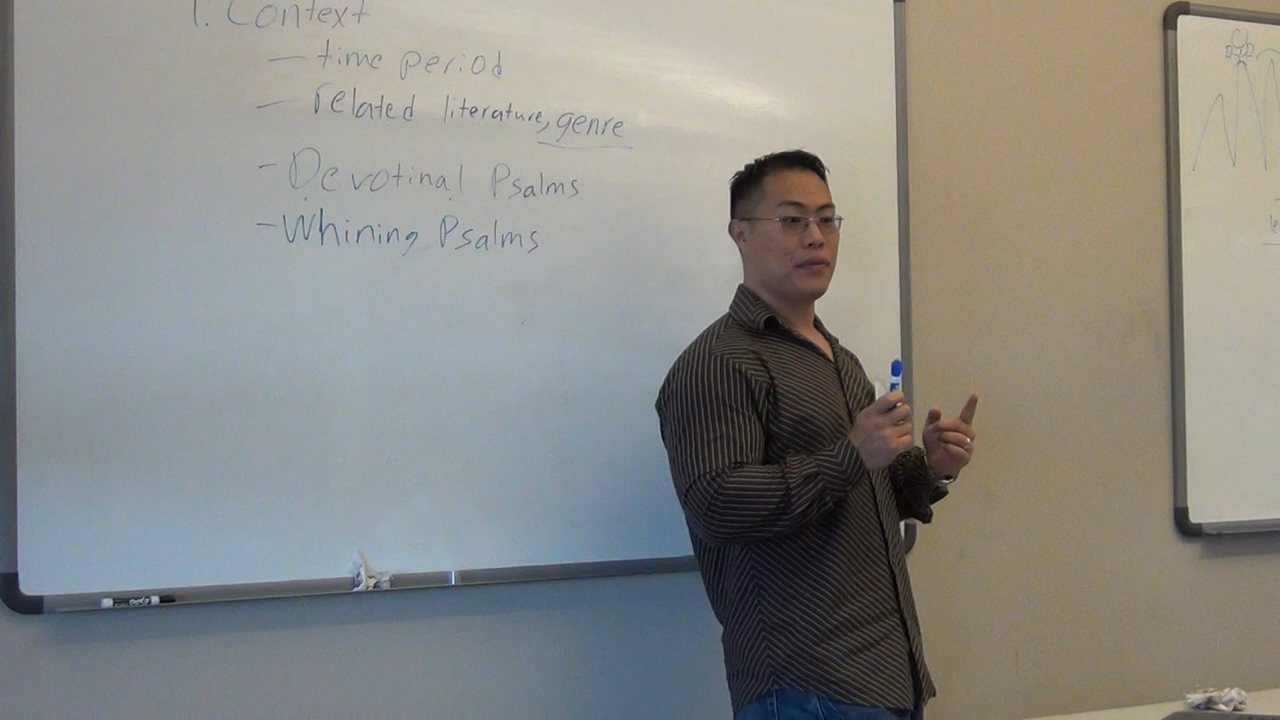 1. Context
— time period
— related literature, genre
- Devotinal Psalms
- Whining Psalms